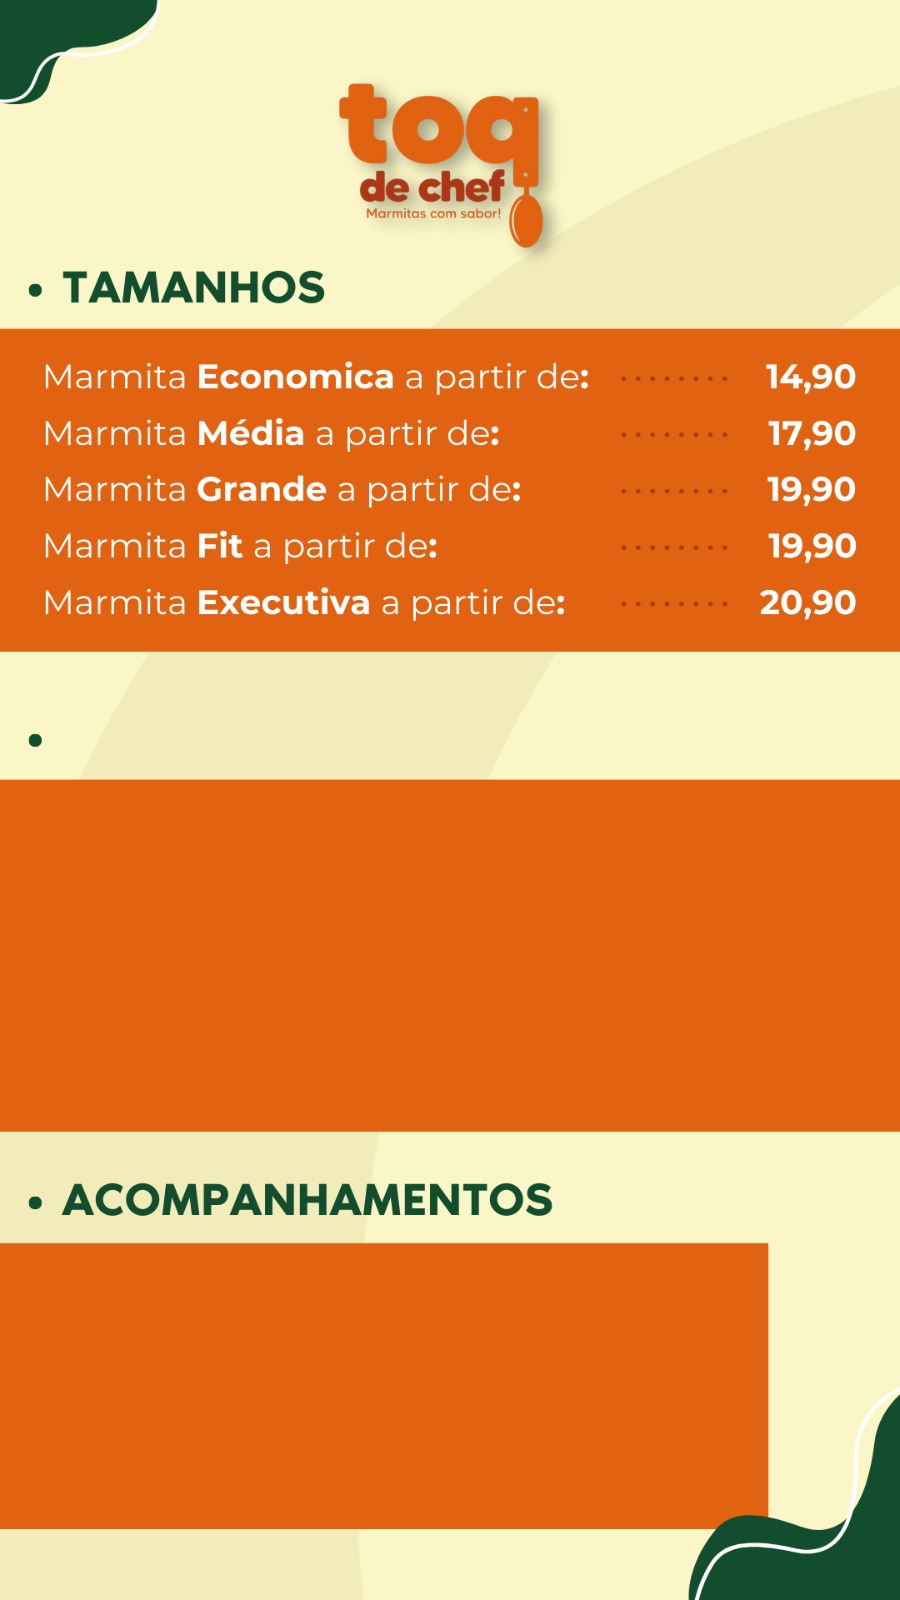 toq
de chef
Marmitas com sabor!
• TAMANHOS
Marmita Economica a partir de: ........ 14,90
Marmita Média a partir de: ........ 17,90
Marmita Grande a partir de: ........ 19,90
Marmita Fit a partir de: ........ 19,90
Marmita Executiva a partir de: ........ 20,90
•
• ACOMPANHAMENTOS